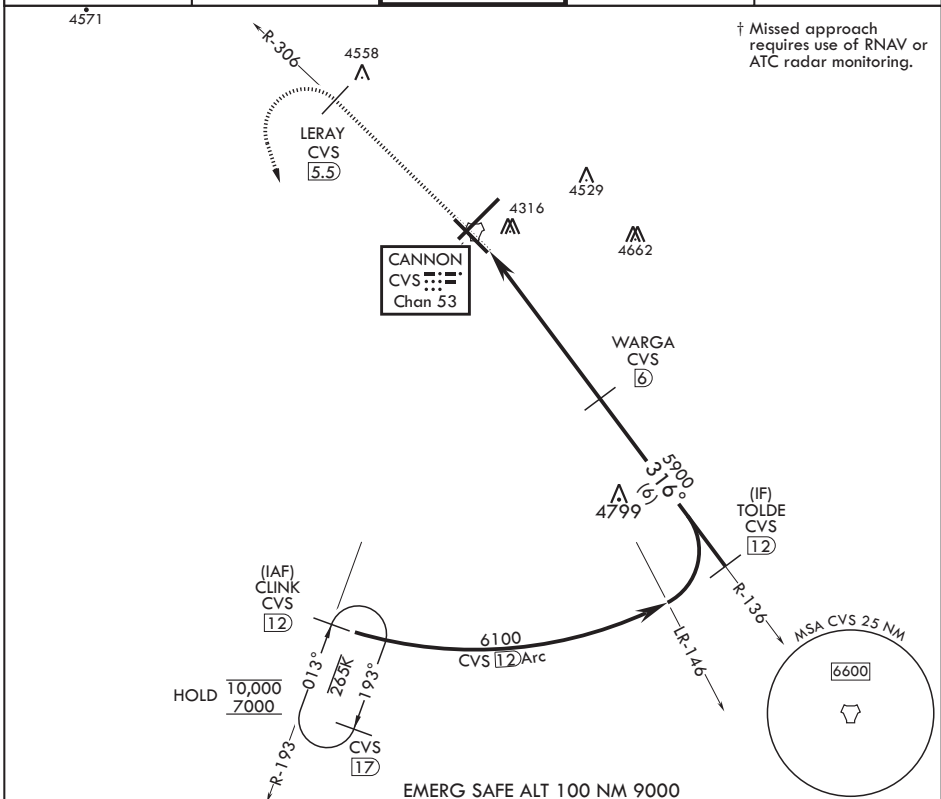 4571
† Missed approach
requires use of RNAV or
ATC radar monitoring.
R-306
4558
LERAY
CVS
5.5
4529
4316
4662
CANNON
CVS
Chan 53
WARGA
CVS
6
5900
316°
(6)
4799
(IF)
TOLDE
CVS
12
(IAF)
CLINK
CVS
12
R-136
6100
CVS 12 Arc
LR-146
MSA CVS 25 NM
6600
013°
265K
193°
HOLD 10,000
7000
CVS
17
R-193
EMERG SAFE ALT 100 NM 9000